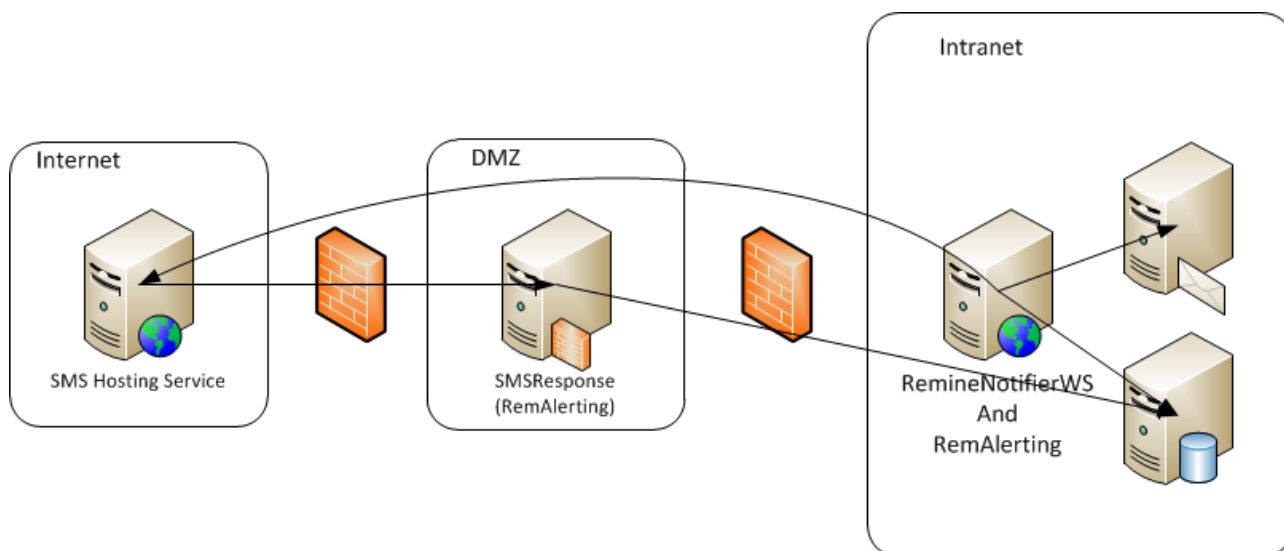 Internet
DMZ
Intranet
SMS Hosting Service
SMSResponse
(RemAlerting)
RemineNotifierWS
And
RemAlerting